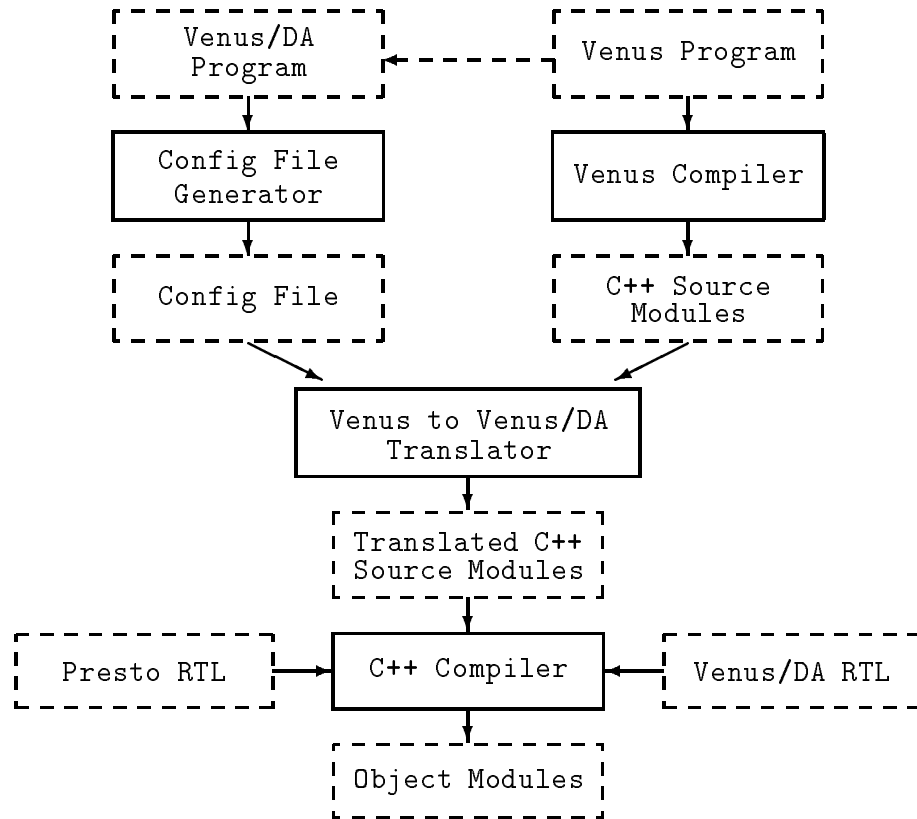 Venus/DA
Program
Venus Program
Config File
Generator
Venus Compiler
Config File
C++ Source
Modules
Venus to Venus/DA
Translator
Translated C++
Source Modules
Presto RTL
C++ Compiler
Venus/DA RTL
Object Modules